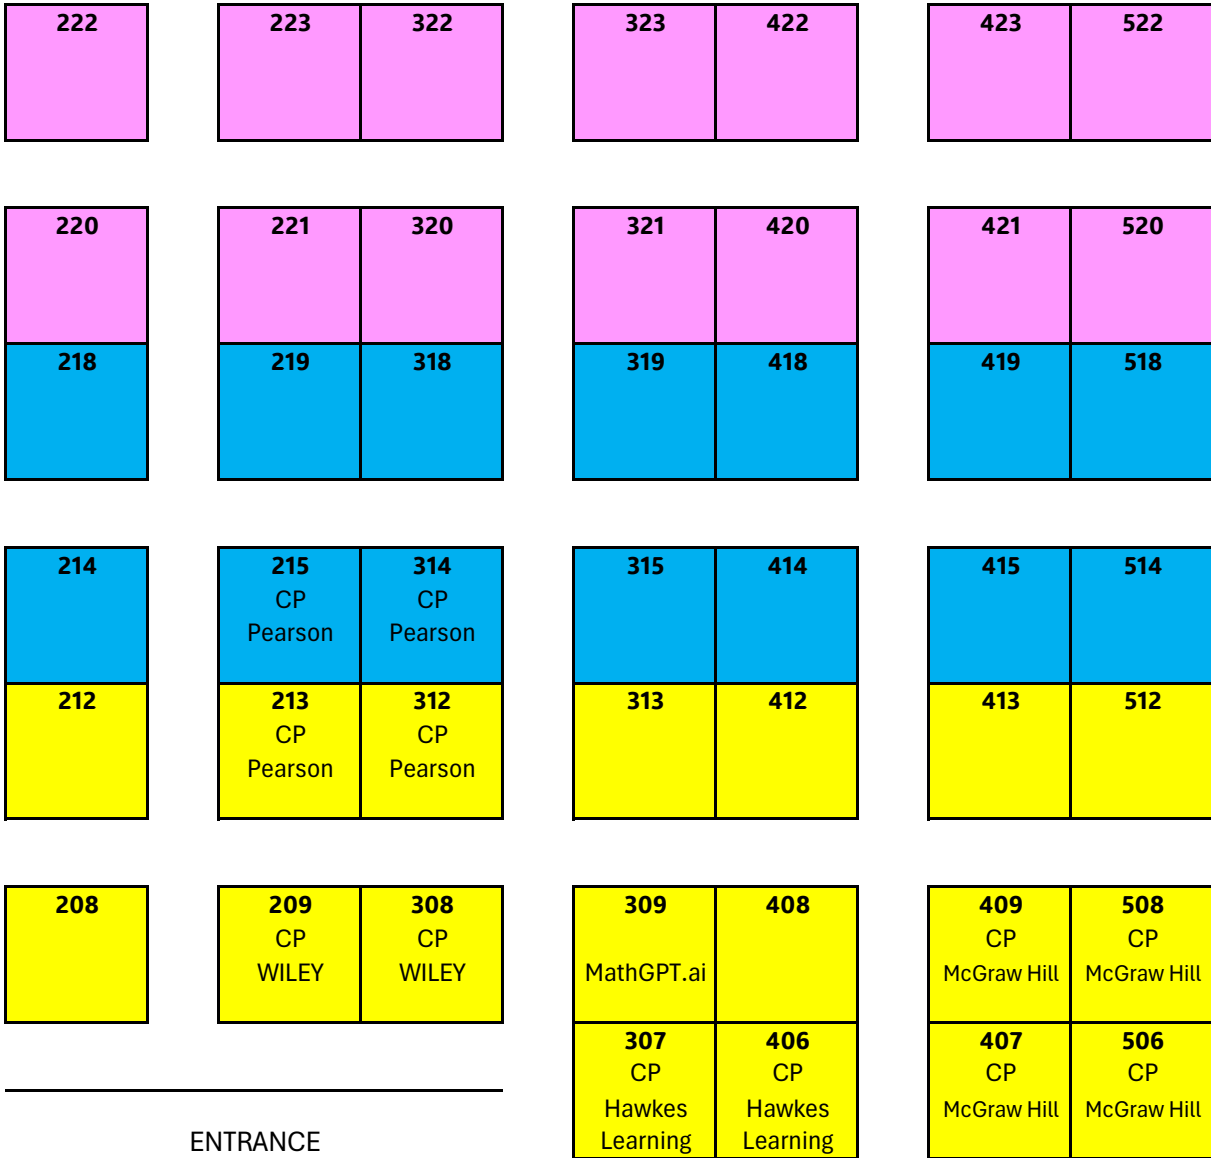 222 223 322 323 422 423 522
220 221 320 321 420 421 520
218 219 318 319 418 419 518
214 215 314 315 414 415 514
CP CP
Pearson Pearson
212 213 312 313 412 413 512
CP CP
Pearson Pearson
208 209 308 309 408 409 508
CP CP CP CP
WILEY WILEY MathGPT.ai McGraw Hill McGraw Hill
307 406 407 506
CP CP CP CP
Hawkes Hawkes McGraw Hill McGraw Hill
ENTRANCE Learning Learning